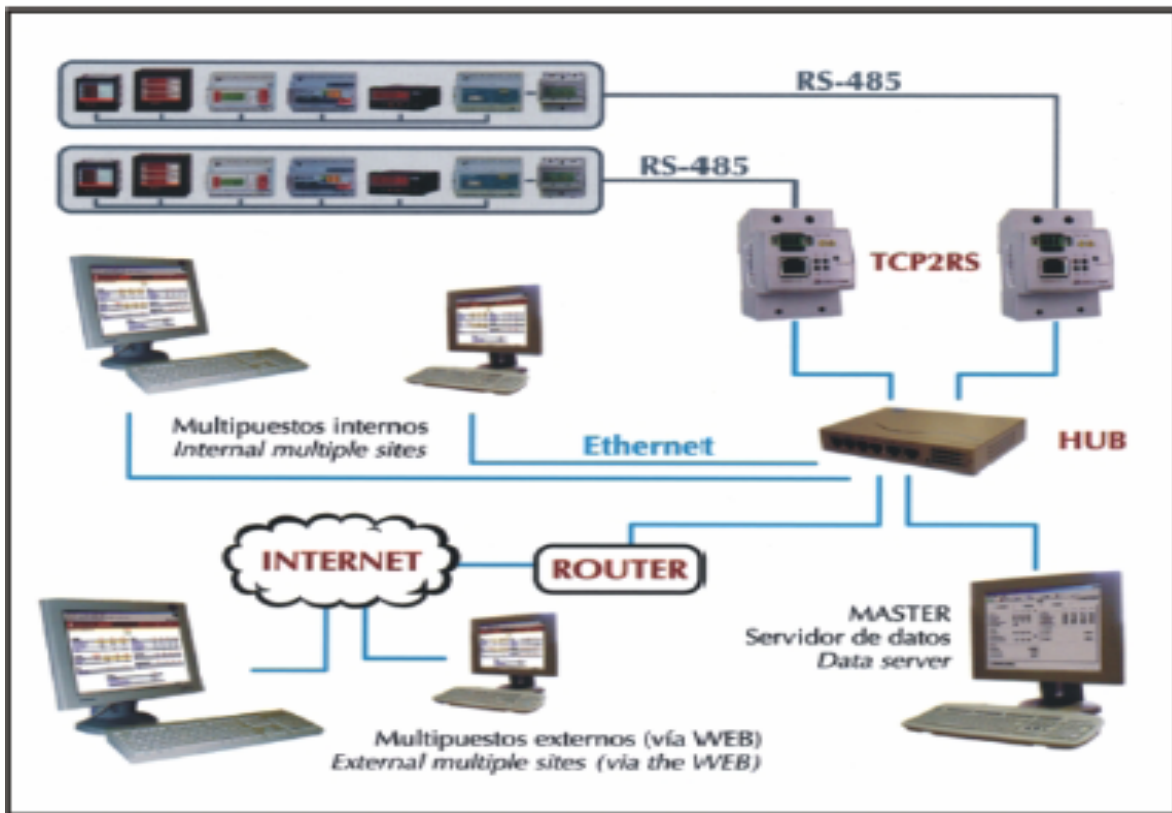 RS-485
RS-485
TCP2RS
Multipuestos internos
Internal multiple sites
Ethernet
HUB
INTERNET
ROUTER
MASTER
Servidor de datos
Data server
Multipuestos externos (vía WEB)
External multiple sites (via the WEB)